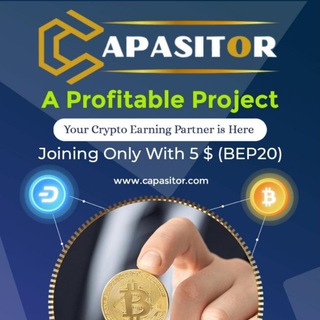 CAPASITOR
A Profitable Project
Your Crypto Earning Partner is Here
Joining Only With 5 $ (BEP20)
www.capasitor.com